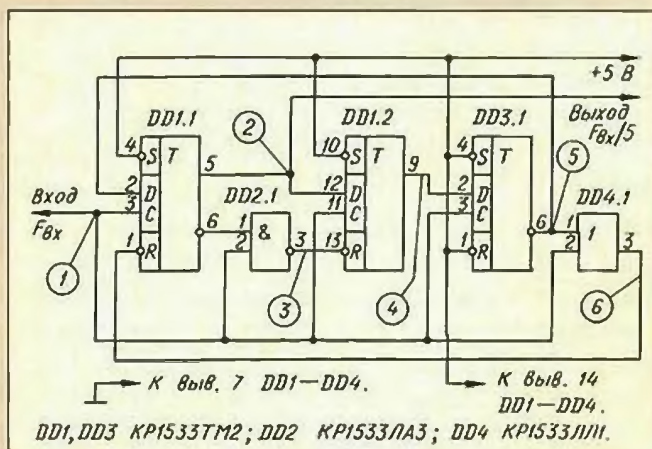 +5 В
DD1.1
DD1.2
DD3.1
Выход
Fвх/5
4 S T
2 D
3 C
1 R
5
6
2
DD2.1
1 &
2
3
3
10 S T
12 D
11 C
13 R
9
4
4 S T
2 D
3 C
1 R
6
5
DD4.1
1 1
2
3
6
Вход
Fвх
1
К выв. 7 DD1—DD4.
К выв. 14
DD1—DD4.
DD1, DD3 КР1533ТМ2; DD2 КР1533ЛА3; DD4 КР1533ЛЛ1.